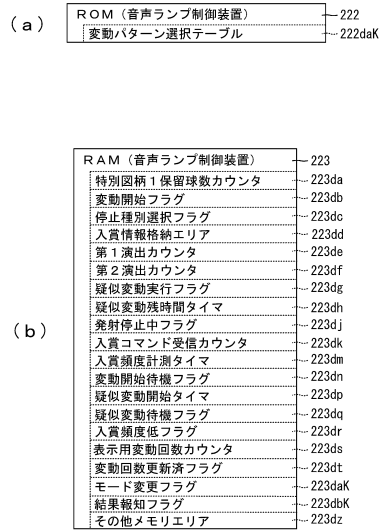 (a)
ROM(音声ランプ制御装置) 222
変動パターン選択テーブル 222daK
(b)
RAM(音声ランプ制御装置) 223
特別図柄1保留球数カウンタ 223da
変動開始フラグ 223db
停止種別選択フラグ 223dc
入賞情報格納エリア 223dd
第1演出カウンタ 223de
第2演出カウンタ 223df
疑似変動実行フラグ 223dg
疑似変動残時間タイマ 223dh
発射停止中フラグ 223dj
入賞コマンド受信カウンタ 223dk
入賞頻度計測タイマ 223dm
変動開始待機フラグ 223dn
疑似変動開始タイマ 223dp
疑似変動待機フラグ 223dq
入賞頻度低フラグ 223dr
表示用変動回数カウンタ 223ds
変動回数更新済フラグ 223dt
モード変更フラグ 223daK
結果報知フラグ 223dbK
その他メモリエリア 223dz